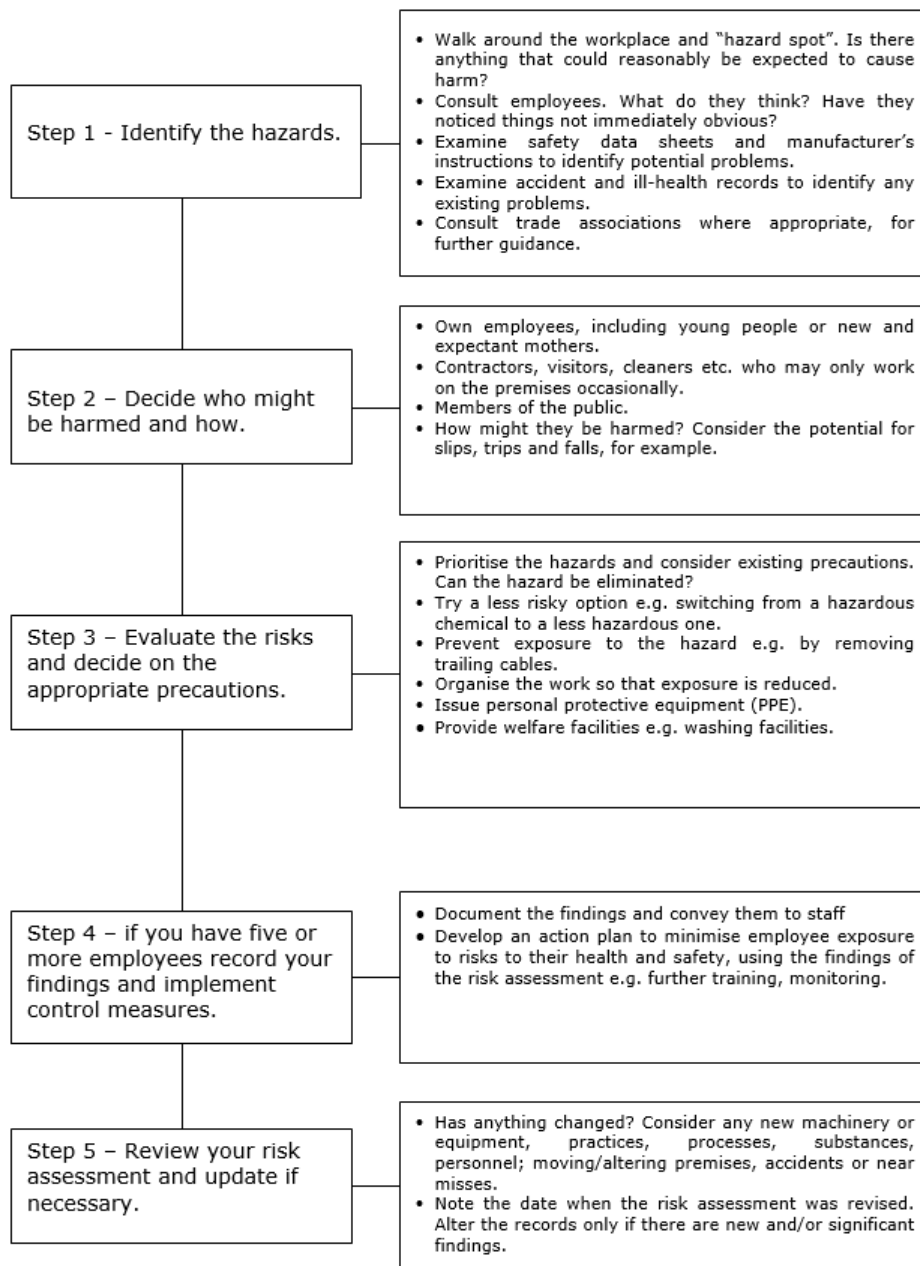 Step 1 - Identify the hazards.
• Walk around the workplace and “hazard spot”. Is there
anything that could reasonably be expected to cause
harm?
• Consult employees. What do they think? Have they
noticed things not immediately obvious?
• Examine safety data sheets and manufacturer’s
instructions to identify potential problems.
• Examine accident and ill-health records to identify any
existing problems.
• Consult trade associations where appropriate, for
further guidance.
Step 2 – Decide who might
be harmed and how.
• Own employees, including young people or new and
expectant mothers.
• Contractors, visitors, cleaners etc. who may only work
on the premises occasionally.
• Members of the public.
• How might they be harmed? Consider the potential for
slips, trips and falls, for example.
Step 3 – Evaluate the risks
and decide on the
appropriate precautions.
• Prioritise the hazards and consider existing precautions.
Can the hazard be eliminated?
• Try a less risky option e.g. switching from a hazardous
chemical to a less hazardous one.
• Prevent exposure to the hazard e.g. by removing
trailing cables.
• Organise the work so that exposure is reduced.
• Issue personal protective equipment (PPE).
• Provide welfare facilities e.g. washing facilities.
Step 4 – if you have five or
more employees record your
findings and implement
control measures.
• Document the findings and convey them to staff
• Develop an action plan to minimise employee exposure
to risks to their health and safety, using the findings of
the risk assessment e.g. further training, monitoring.
Step 5 – Review your risk
assessment and update if
necessary.
• Has anything changed? Consider any new machinery or
equipment, practices, processes, substances,
personnel; moving/altering premises, accidents or near
misses.
• Note the date when the risk assessment was revised.
Alter the records only if there are new and/or significant
findings.